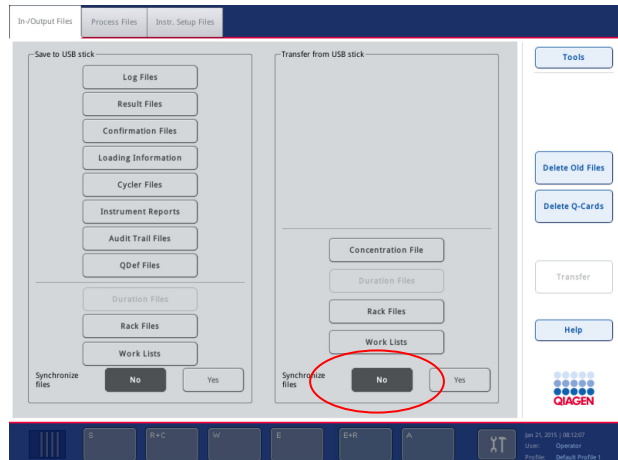 In-/Output Files
Process Files
Instr. Setup Files
Save to USB stick
Log Files
Result Files
Confirmation Files
Loading Information
Cycler Files
Instrument Reports
Audit Trail Files
QDef Files
Duration Files
Rack Files
Work Lists
Synchronize
files
No
Yes
Transfer from USB stick
Concentration File
Duration Files
Rack Files
Work Lists
Synchronize
files
No
Yes
Tools
Delete Old Files
Delete Q-Cards
Transfer
Help
QIAGEN
S
R+C
W
E
E+R
A
Jan 21, 2015 | 08:12:07
User: Operator
Profile: Default Profile 1